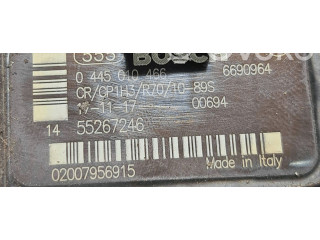 559 BOSCH
0 445 010 466 6690964
CR/CP1H3/R70/10-89S
17-11-17 00694
14 55267246
Made in Italy
02007956915